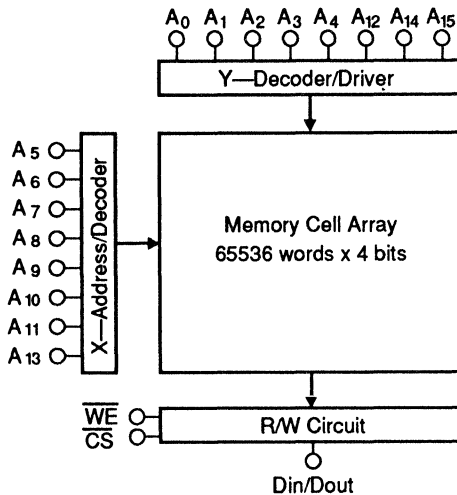 A0 A1 A2 A3 A4 A12 A14 A15
Y—Decoder/Driver
A5
A6
A7
A8
A9
A10
A11
A13
X—Address/Decoder
Memory Cell Array
65536 words x 4 bits
WE
CS
R/W Circuit
Din/Dout